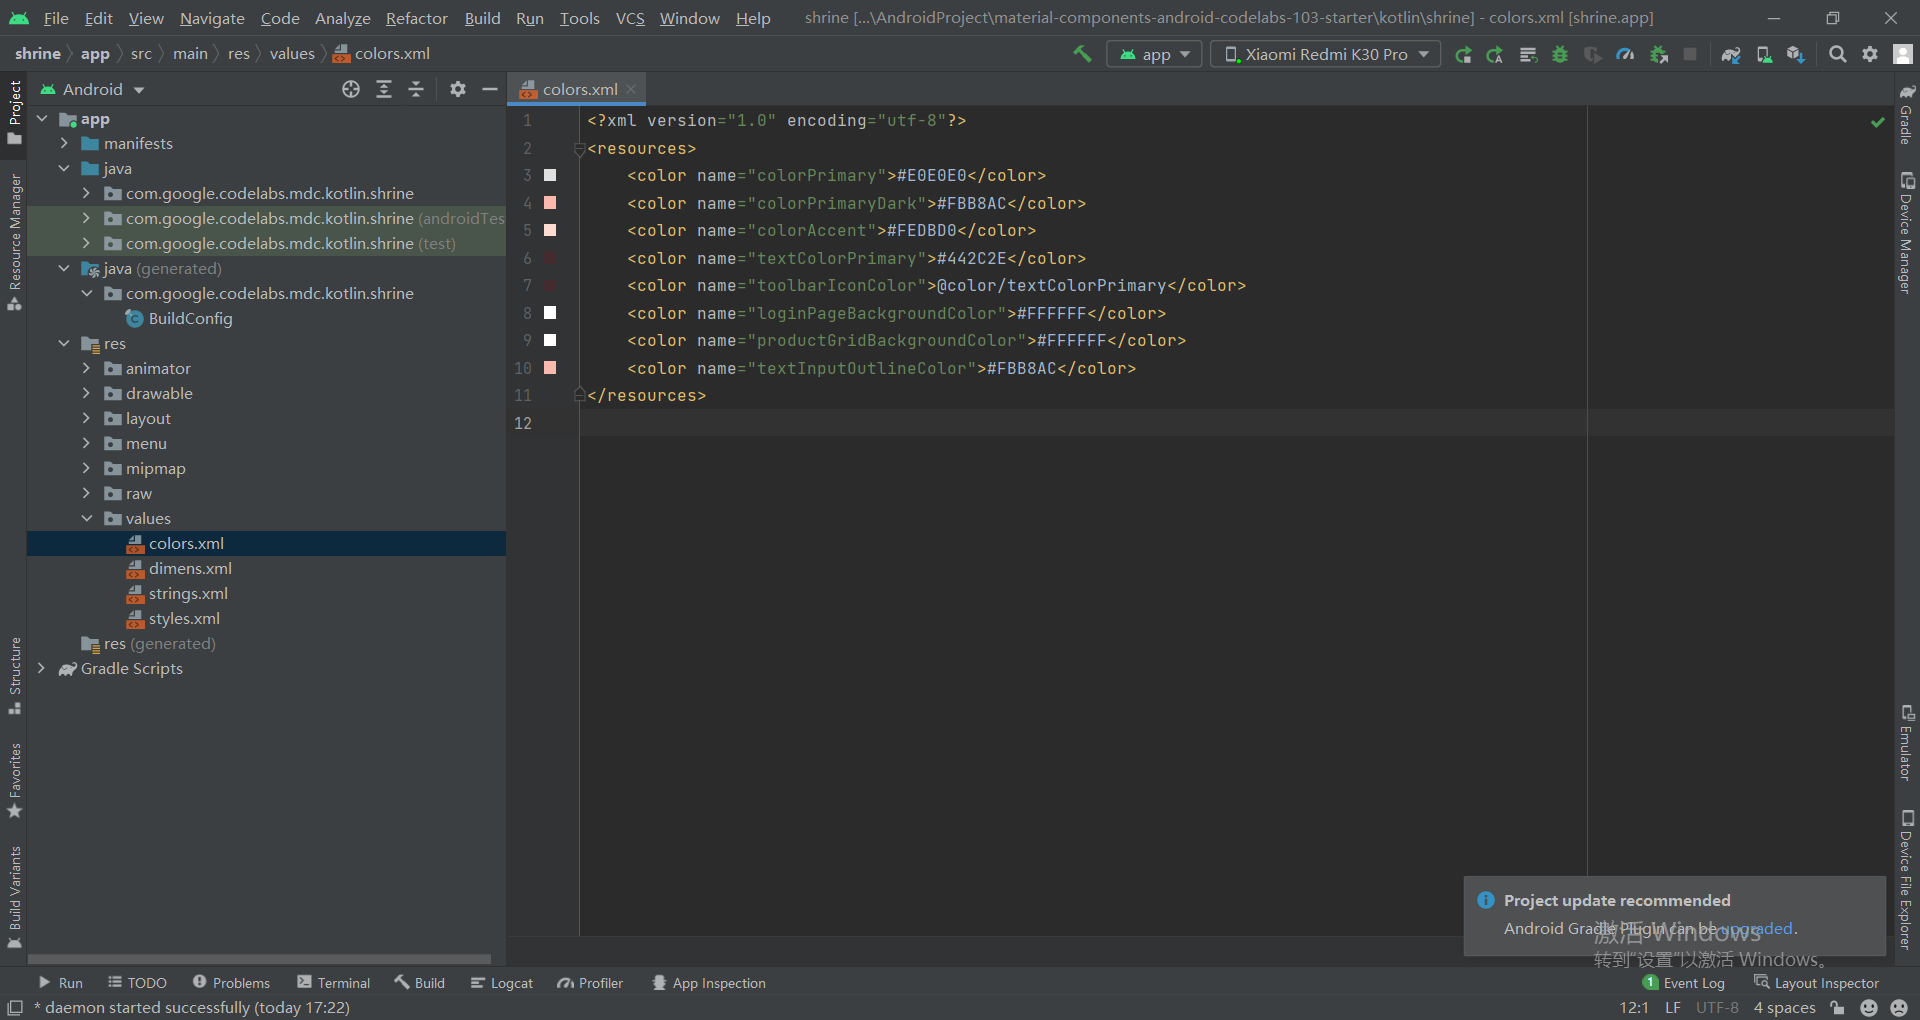 File Edit View Navigate Code Analyze Refactor Build Run Tools VCS Window Help shrine [...\AndroidProject\material-components-android-codelabs-103-starter\kotlin\shrine] - colors.xml [shrine.app]
shrine app src main res values colors.xml app Xiaomi Redmi K30 Pro
Project
Resource Manager
Structure
Favorites
Build Variants
Android
app
manifests
java
com.google.codelabs.mdc.kotlin.shrine
com.google.codelabs.mdc.kotlin.shrine (androidTes
com.google.codelabs.mdc.kotlin.shrine (test)
java (generated)
com.google.codelabs.mdc.kotlin.shrine
BuildConfig
res
animator
drawable
layout
menu
mipmap
raw
values
colors.xml
dimens.xml
strings.xml
styles.xml
res (generated)
Gradle Scripts
colors.xml
1 <?xml version="1.0" encoding="utf-8"?>
2 <resources>
3 <color name="colorPrimary">#E0E0E0</color>
4 <color name="colorPrimaryDark">#FBB8AC</color>
5 <color name="colorAccent">#FEDBD0</color>
6 <color name="textColorPrimary">#442C2E</color>
7 <color name="toolbarIconColor">@color/textColorPrimary</color>
8 <color name="loginPageBackgroundColor">#FFFFFF</color>
9 <color name="productGridBackgroundColor">#FFFFFF</color>
10 <color name="textInputOutlineColor">#FBB8AC</color>
11 </resources>
12
Gradle
Device Manager
Emulator
Device File Explorer
Project update recommended
Android Gradle Plugin can be upgraded.
激活 Windows
转到"设置"以激活 Windows。
Run TODO Problems Terminal Build Logcat Profiler App Inspection 1 Event Log Layout Inspector
* daemon started successfully (today 17:22) 12:1 LF UTF-8 4 spaces